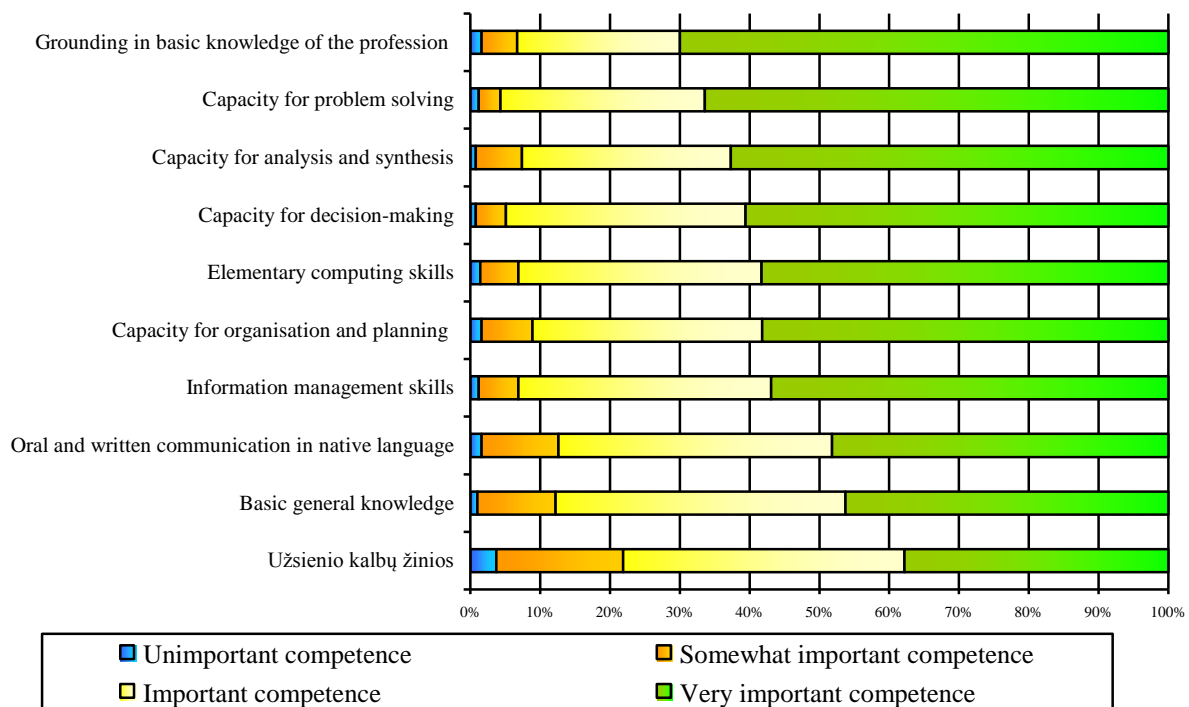 Grounding in basic knowledge of the profession
Capacity for problem solving
Capacity for analysis and synthesis
Capacity for decision-making
Elementary computing skills
Capacity for organisation and planning
Information management skills
Oral and written communication in native language
Basic general knowledge
Užsienio kalbų žinios
0% 10% 20% 30% 40% 50% 60% 70% 80% 90% 100%
Unimportant competence Somewhat important competence
Important competence Very important competence